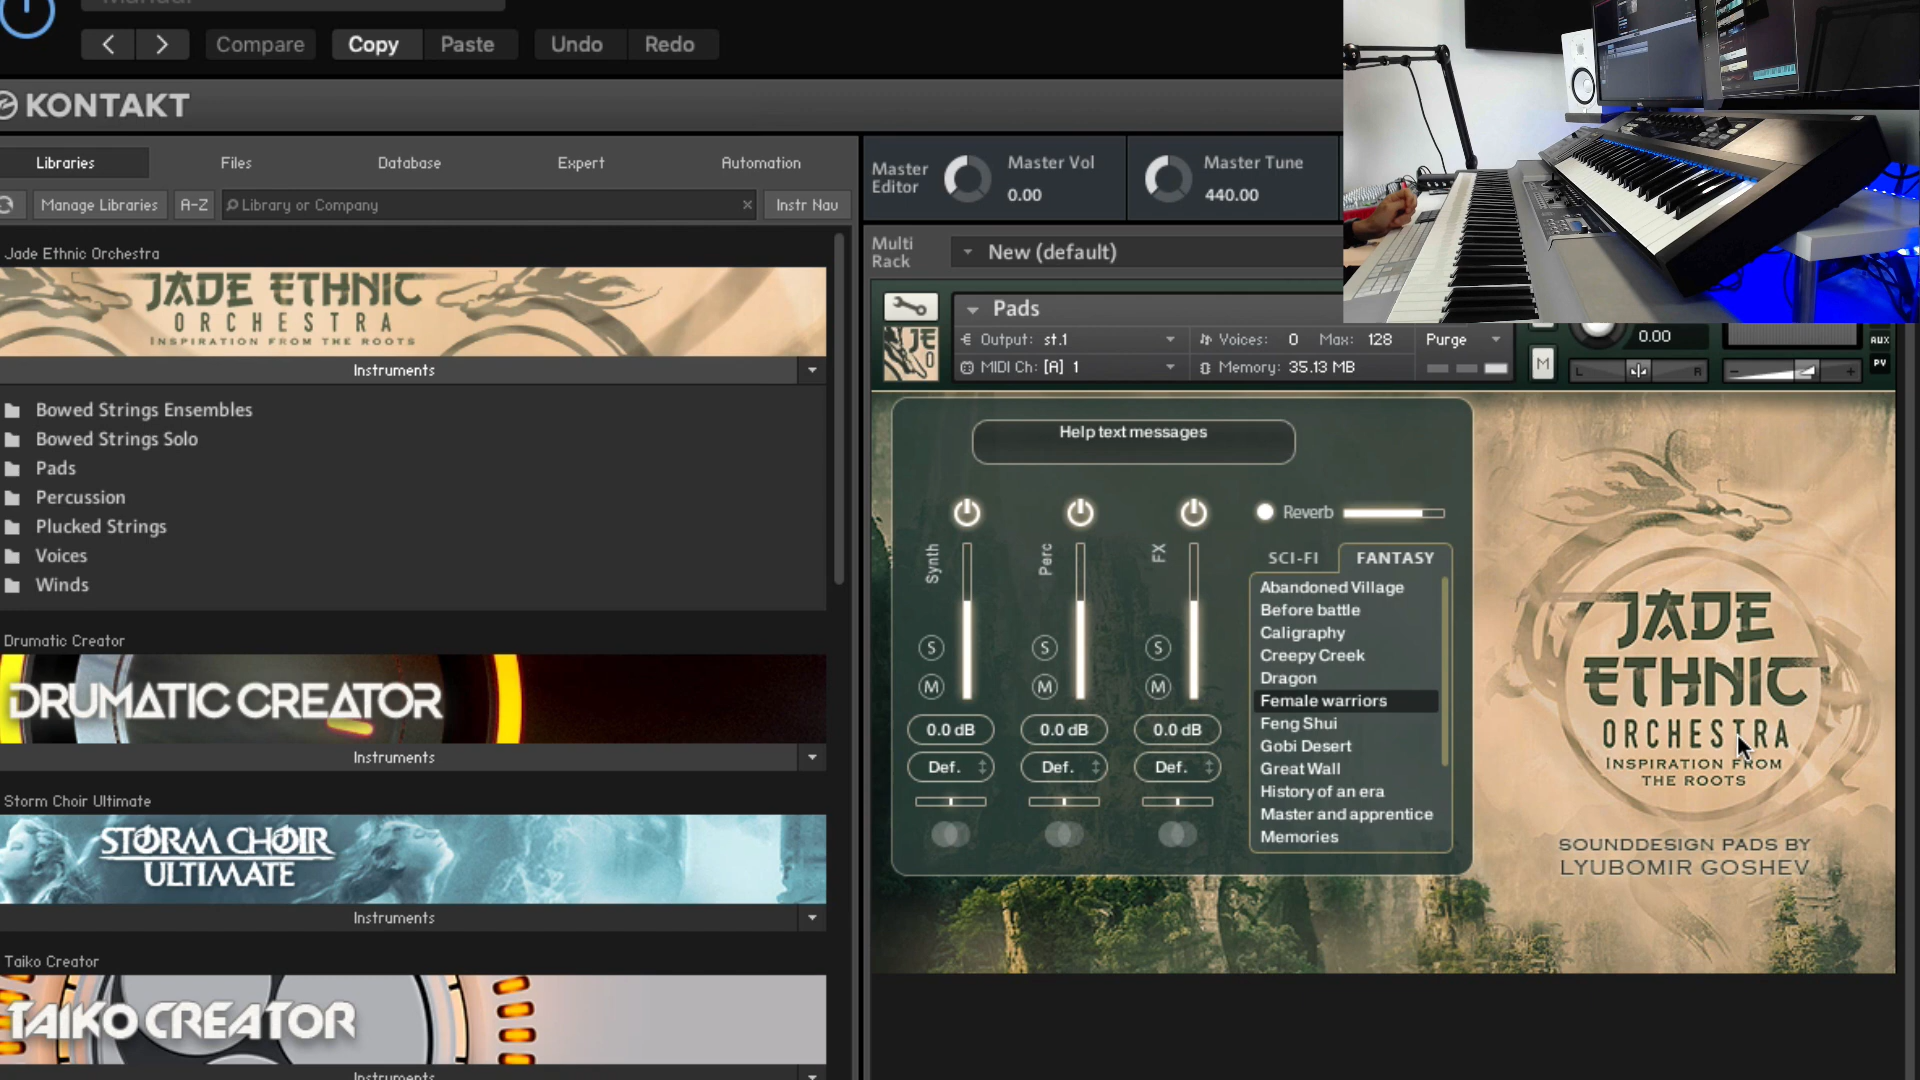 Manual
Compare
Copy
Paste
Undo
Redo
KONTAKT
Libraries
Files
Database
Expert
Automation
Manage Libraries
A-Z
Library or Company
×
Instr Nav
Jade Ethnic Orchestra
JADE ETHNIC
ORCHESTRA
INSPIRATION FROM THE ROOTS
Instruments
Bowed Strings Ensembles
Bowed Strings Solo
Pads
Percussion
Plucked Strings
Voices
Winds
Drumatic Creator
DRUMATIC CREATOR
Instruments
Storm Choir Ultimate
STORM CHOIR
ULTIMATE
Instruments
Taiko Creator
TAIKO CREATOR
Instruments
Master
Editor
Master Vol
0.00
Master Tune
440.00
Multi
Rack
New (default)
JE
O
Pads
Output: st.1
Voices: 0 Max: 128
Purge
MIDI Ch: [A] 1
Memory: 35.13 MB
M
0.00
L
R
-
+
AUX
PV
Help text messages
Reverb
Synth
Perc
FX
S
S
S
M
M
M
0.0 dB
0.0 dB
0.0 dB
Def.
Def.
Def.
SCI-FI
FANTASY
Abandoned Village
Before battle
Caligraphy
Creepy Creek
Dragon
Female warriors
Feng Shui
Gobi Desert
Great Wall
History of an era
Master and apprentice
Memories
JADE
ETHNIC
ORCHESTRA
INSPIRATION FROM
THE ROOTS
SOUNDDESIGN PADS BY
LYUBOMIR GOSHEV